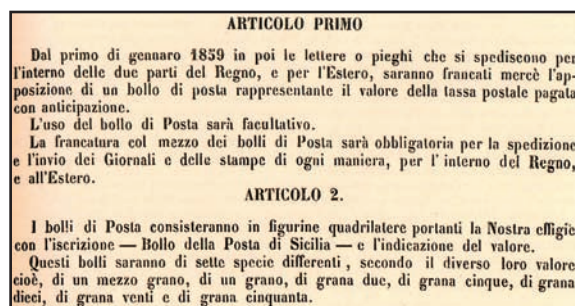 ARTICOLO PRIMO
Dal primo di gennaro 1859 in poi le lettere o pieghi che si spediscono per
l'interno delle due parti del Regno, e per l'Estero, saranno francati mercè l'ap-
posizione di un bollo di posta rappresentante il valore della tassa postale pagata
con anticipazione.
L'uso del bollo di Posta sarà facultativo.
La francatura col mezzo dei bolli di Posta sarà obbligatoria per la spedizione
e l'invio dei Giornali e delle stampe di ogni maniera, per l'interno del Regno,
e all'Estero.
ARTICOLO 2.
I bolli di Posta consisteranno in figurine quadrilatere portanti la Nostra effigie
con l'iscrizione — Bollo della Posta di Sicilia — e l'indicazione del valore.
Questi bolli saranno di sette specie differenti, secondo il diverso loro valore
cioè, di un mezzo grano, di un grano, di grana due, di grana cinque, di grana
dieci, di grana venti e di grana cinquanta.